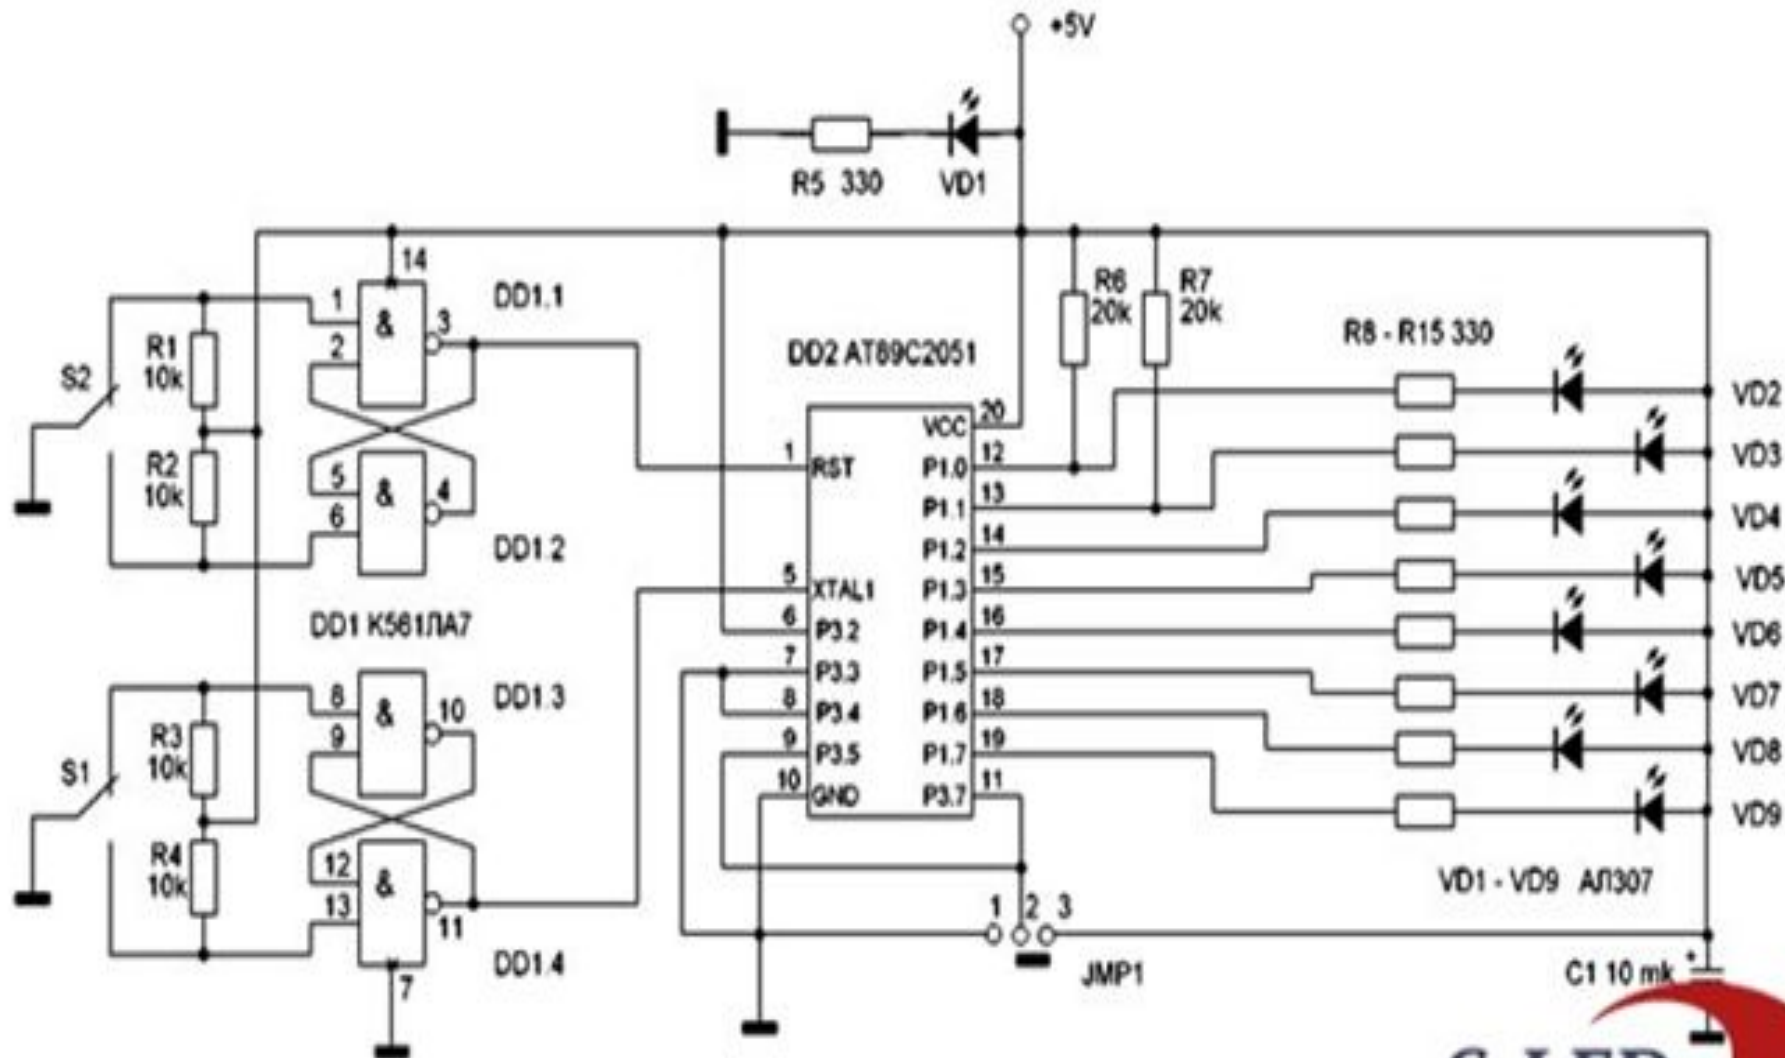 +5V
R5 330
VD1
14
DD1.1
1
&
3
2
R1
10k
S2
R2
10k
5
&
4
6
DD1.2
DD1 К561ЛА7
8
&
10
DD1.3
9
R3
10k
S1
R4
10k
12
&
13
11
DD1.4
7
R6
20k
R7
20k
R8 - R15 330
DD2 AT89C2051
VCC 20
1 RST
P1.0 12
P1.1 13
P1.2 14
5 XTAL1
P1.3 15
6 P3.2
P1.4 16
7 P3.3
P1.5 17
8 P3.4
P1.6 18
9 P3.5
P1.7 19
10 GND
P3.7 11
VD2
VD3
VD4
VD5
VD6
VD7
VD8
VD9
VD1 - VD9 АЛ307
1 2 3
JMP1
+
C1 10 mk